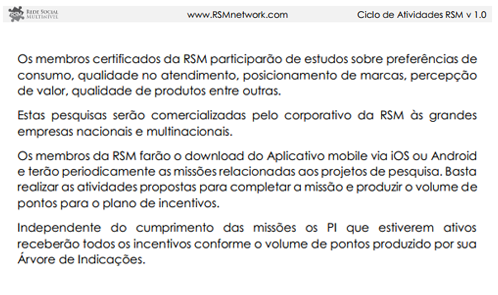 REDE SOCIAL
MULTINÍVEL
www.RSMnetwork.com
Ciclo de Atividades RSM v 1.0
Os membros certificados da RSM participarão de estudos sobre preferências de
consumo, qualidade no atendimento, posicionamento de marcas, percepção
de valor, qualidade de produtos entre outras.
Estas pesquisas serão comercializadas pelo corporativo da RSM às grandes
empresas nacionais e multinacionais.
Os membros da RSM farão o download do Aplicativo mobile via iOS ou Android
e terão periodicamente as missões relacionadas aos projetos de pesquisa. Basta
realizar as atividades propostas para completar a missão e produzir o volume de
pontos para o plano de incentivos.
Independente do cumprimento das missões os PI que estiverem ativos
receberão todos os incentivos conforme o volume de pontos produzido por sua
Árvore de Indicações.